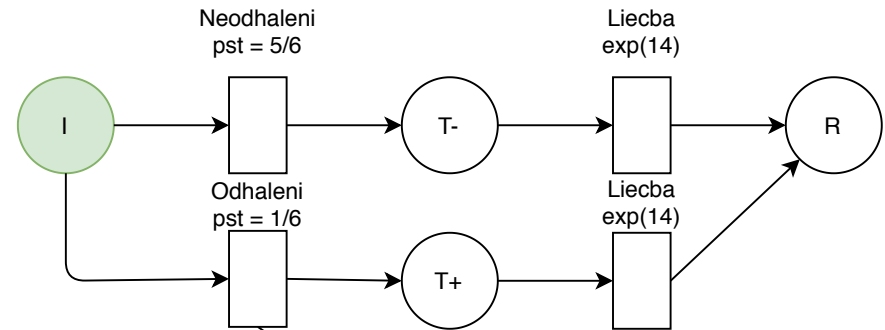 Neodhaleni
pst = 5/6
Liecba
exp(14)
I
T-
R
Odhaleni
pst = 1/6
Liecba
exp(14)
T+